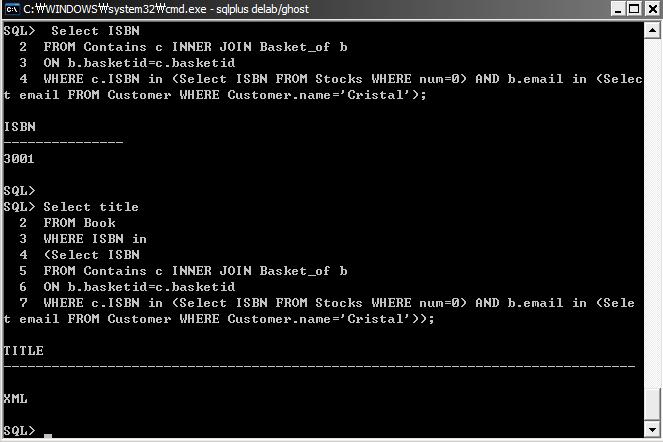 C:₩WINDOWS₩system32₩cmd.exe - sqlplus delab/ghost
SQL>  Select ISBN
  2  FROM Contains c INNER JOIN Basket_of b
  3  ON b.basketid=c.basketid
  4  WHERE c.ISBN in (Select ISBN FROM Stocks WHERE num=0) AND b.email in (Selec
t email FROM Customer WHERE Customer.name='Cristal');
ISBN
---------------
3001
SQL>
SQL> Select title
  2  FROM Book
  3  WHERE ISBN in
  4  (Select ISBN
  5  FROM Contains c INNER JOIN Basket_of b
  6  ON b.basketid=c.basketid
  7  WHERE c.ISBN in (Select ISBN FROM Stocks WHERE num=0) AND b.email in (Sele
t email FROM Customer WHERE Customer.name='Cristal'));
TITLE
-------------------------------------------------------------------------------
XML
SQL> _